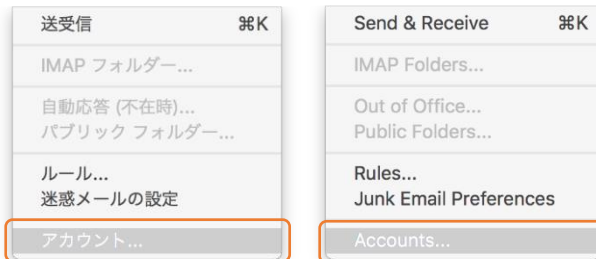 送受信 ⌘K
IMAP フォルダー...
自動応答 (不在時)...
パブリック フォルダー...
ルール...
迷惑メールの設定
アカウント...
Send & Receive ⌘K
IMAP Folders...
Out of Office...
Public Folders...
Rules...
Junk Email Preferences
Accounts...